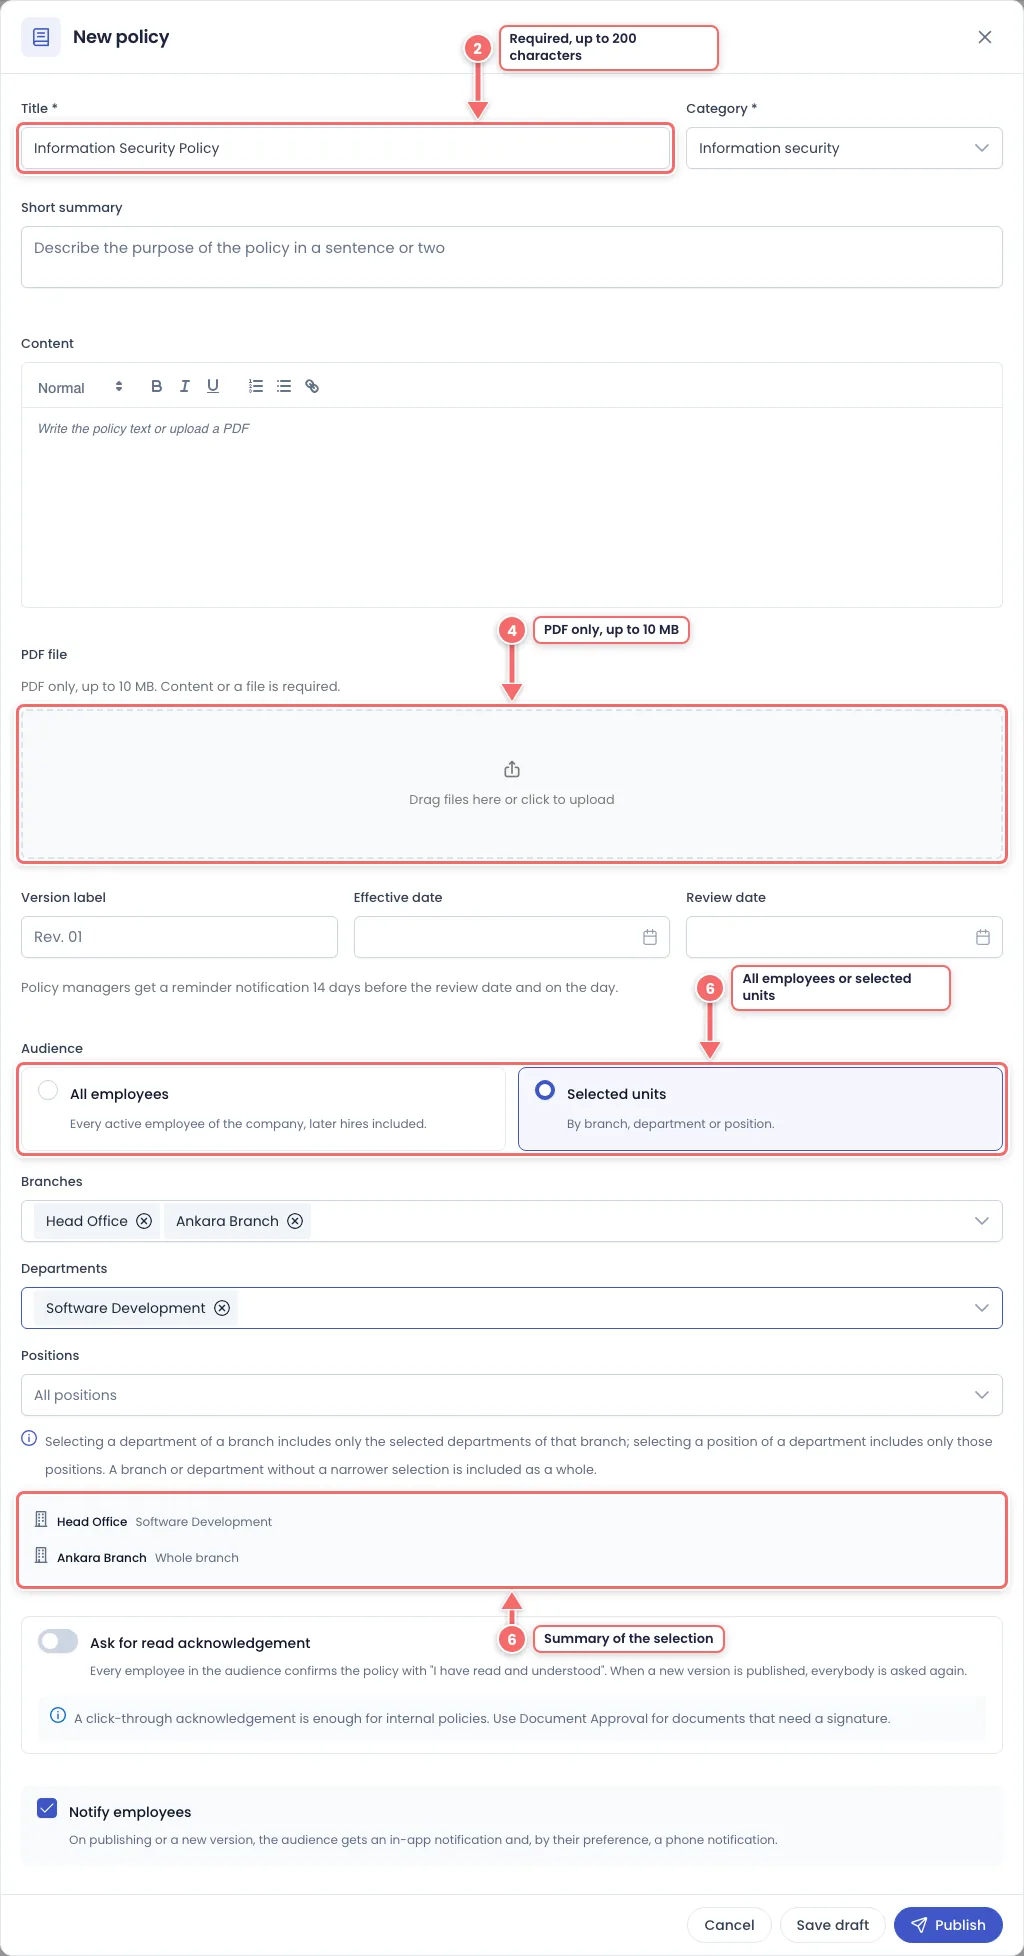 New policy
2
Required, up to 200
characters
Title *
Category *
Information Security Policy
Information security
Short summary
Describe the purpose of the policy in a sentence or two
Content
Normal
B I U
Write the policy text or upload a PDF
4
PDF only, up to 10 MB
PDF file
PDF only, up to 10 MB. Content or a file is required.
Drag files here or click to upload
Version label
Effective date
Review date
Rev. 01
Policy managers get a reminder notification 14 days before the review date and on the day.
6
All employees or selected
units
Audience
All employees
Every active employee of the company, later hires included.
Selected units
By branch, department or position.
Branches
Head Office
Ankara Branch
Departments
Software Development
Positions
All positions
Selecting a department of a branch includes only the selected departments of that branch; selecting a position of a department includes only those
positions. A branch or department without a narrower selection is included as a whole.
Head Office Software Development
Ankara Branch Whole branch
6
Summary of the selection
Ask for read acknowledgement
Every employee in the audience confirms the policy with "I have read and understood". When a new version is published, everybody is asked again.
A click-through acknowledgement is enough for internal policies. Use Document Approval for documents that need a signature.
Notify employees
On publishing or a new version, the audience gets an in-app notification and, by their preference, a phone notification.
Cancel
Save draft
Publish